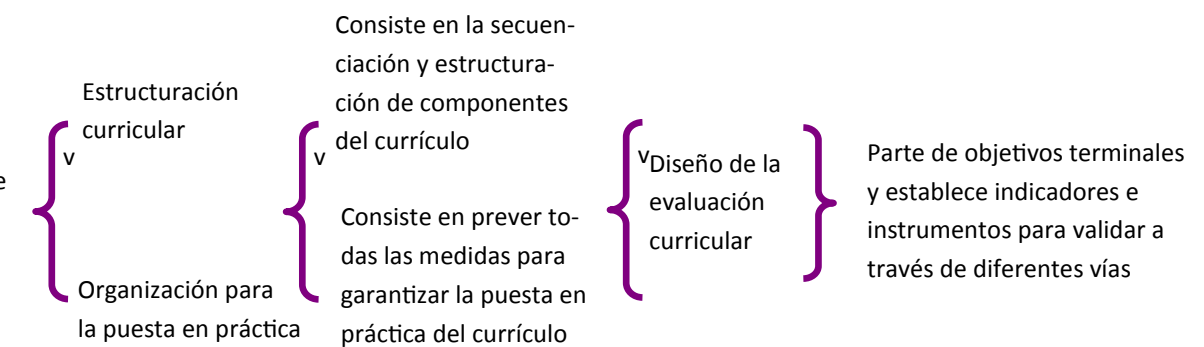 e
v
Estructuración
curricular
Organización para
la puesta en práctica
v
Consiste en la secuen-
ciación y estructura-
ción de componentes
del currículo
Consiste en prever to-
das las medidas para
garantizar la puesta en
práctica del currículo
v
Diseño de la
evaluación
curricular
Parte de objetivos terminales
y establece indicadores e
instrumentos para validar a
través de diferentes vías